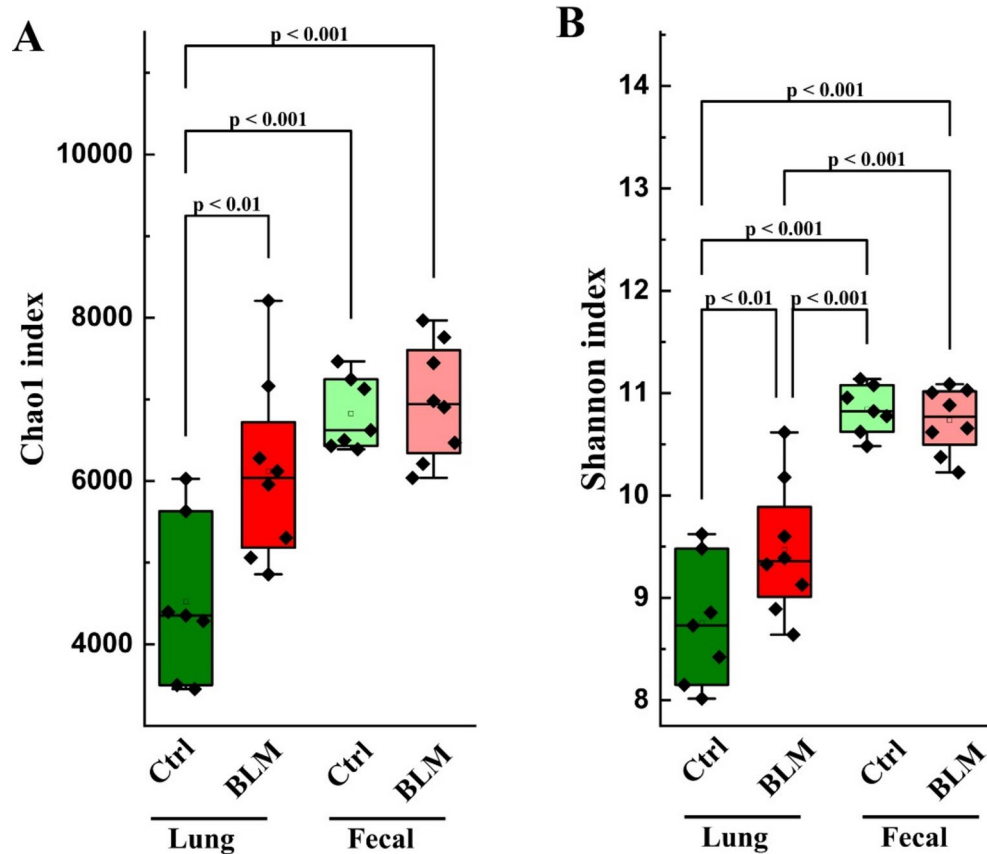 A
p < 0.001
p < 0.001
p < 0.01
Chao1 index
10000
8000
6000
4000
Ctrl
BLM
Ctrl
BLM
Lung
Fecal
B
p < 0.001
p < 0.001
p < 0.001
p < 0.01
p < 0.001
Shannon index
14
13
12
11
10
9
8
Ctrl
BLM
Ctrl
BLM
Lung
Fecal